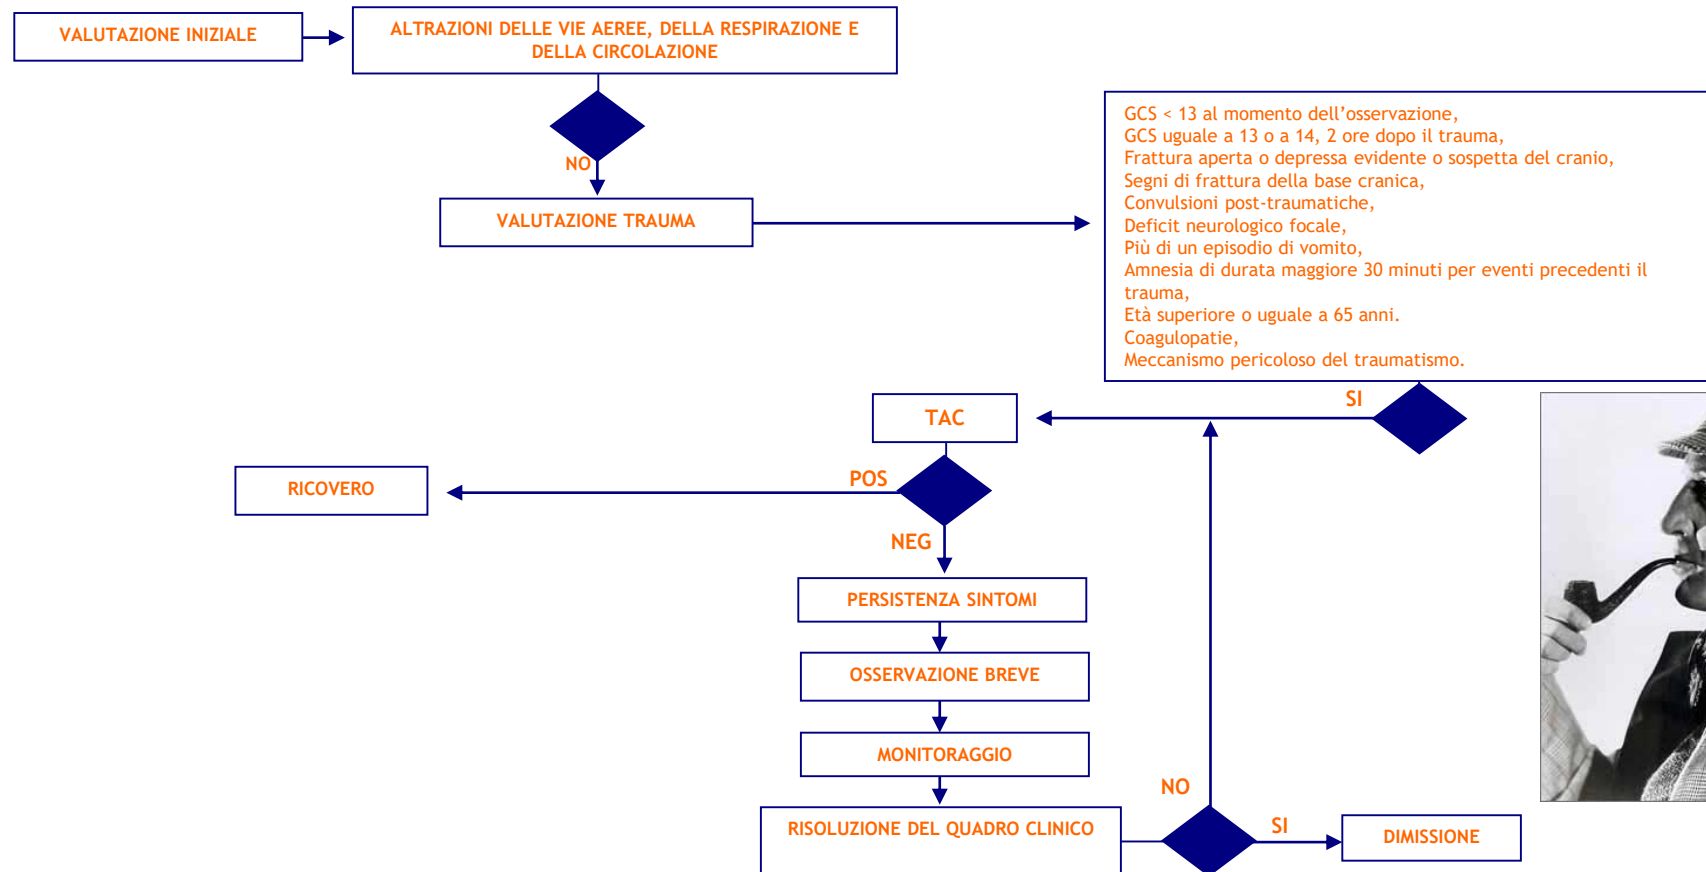 VALUTAZIONE INIZIALE
ALTRAZIONI DELLE VIE AEREE, DELLA RESPIRAZIONE E
DELLA CIRCOLAZIONE
NO
VALUTAZIONE TRAUMA
GCS < 13 al momento dell’osservazione,
GCS uguale a 13 o a 14, 2 ore dopo il trauma,
Frattura aperta o depressa evidente o sospetta del cranio,
Segni di frattura della base cranica,
Convulsioni post-traumatiche,
Deficit neurologico focale,
Più di un episodio di vomito,
Amnesia di durata maggiore 30 minuti per eventi precedenti il
trauma,
Età superiore o uguale a 65 anni.
Coagulopatie,
Meccanismo pericoloso del traumatismo.
SI
TAC
POS
RICOVERO
NEG
PERSISTENZA SINTOMI
OSSERVAZIONE BREVE
MONITORAGGIO
NO
RISOLUZIONE DEL QUADRO CLINICO
SI
DIMISSIONE